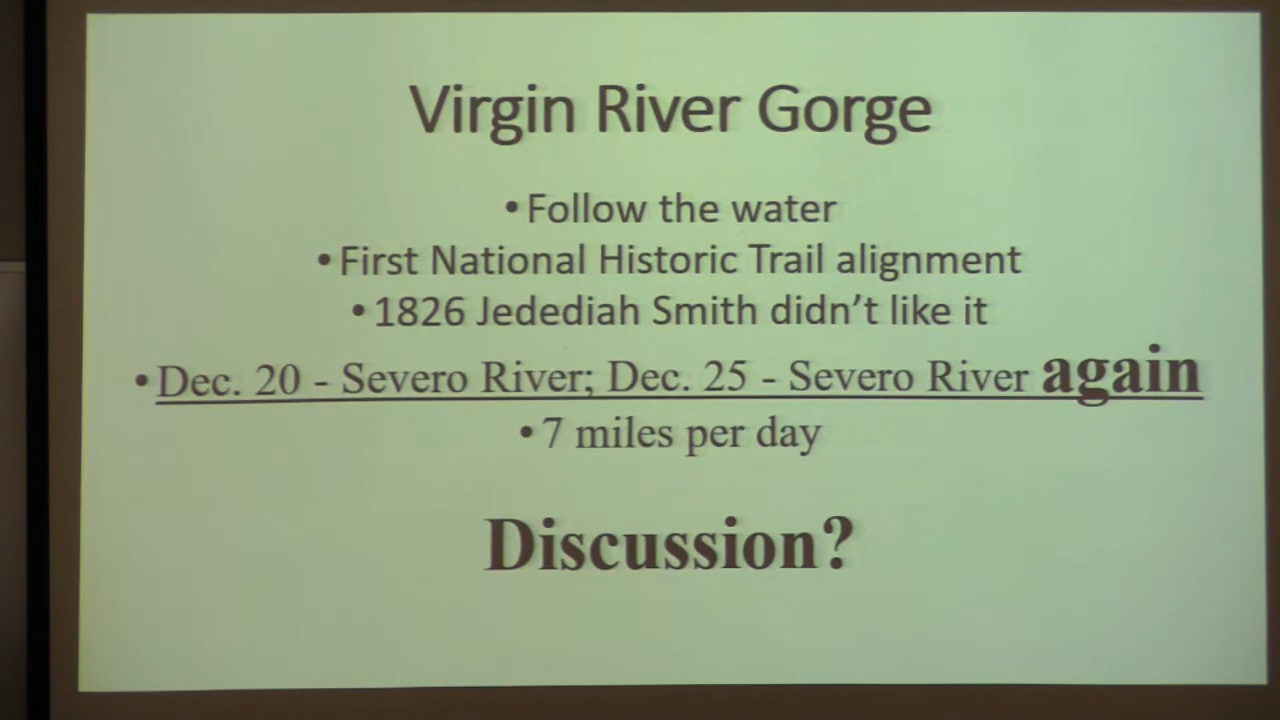 Virgin River Gorge
• Follow the water
• First National Historic Trail alignment
• 1826 Jedediah Smith didn't like it
• Dec. 20 - Severo River; Dec. 25 - Severo River again
• 7 miles per day
Discussion?